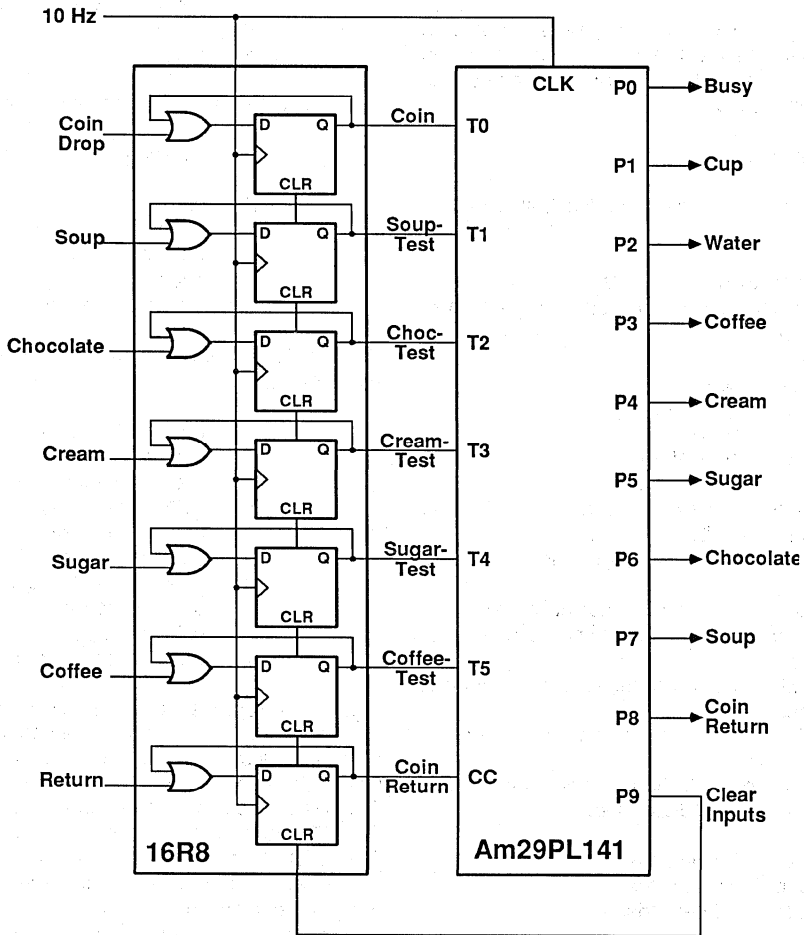 10 Hz
CLK
P0
Busy
Coin
Drop
D
Q
CLR
Coin
T0
P1
Cup
Soup
D
Q
CLR
Soup-
Test
T1
P2
Water
Chocolate
D
Q
CLR
Choc-
Test
T2
P3
Coffee
P4
Cream
Cream
D
Q
CLR
Cream-
Test
T3
P5
Sugar
Sugar
D
Q
CLR
Sugar-
Test
T4
P6
Chocolate
P7
Soup
Coffee
D
Q
CLR
Coffee-
Test
T5
P8
Coin
Return
Return
D
Q
CLR
Coin
Return
CC
P9
Clear
Inputs
16R8
Am29PL141